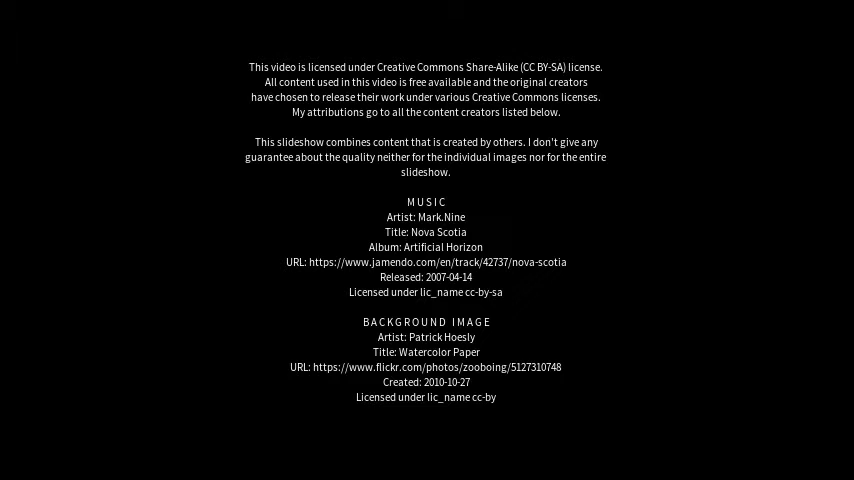 This video is licensed under Creative Commons Share-Alike (CC BY-SA) license.
All content used in this video is free available and the original creators
have chosen to release their work under various Creative Commons licenses.
My attributions go to all the content creators listed below.
This slideshow combines content that is created by others. I don't give any
guarantee about the quality neither for the individual images nor for the entire
slideshow.
MUSIC
Artist: Mark.Nine
Title: Nova Scotia
Album: Artificial Horizon
URL: https://www.jamendo.com/en/track/42737/nova-scotia
Released: 2007-04-14
Licensed under lic_name cc-by-sa
BACKGROUND IMAGE
Artist: Patrick Hoesly
Title: Watercolor Paper
URL: https://www.flickr.com/photos/zooboing/5127310748
Created: 2010-10-27
Licensed under lic_name cc-by